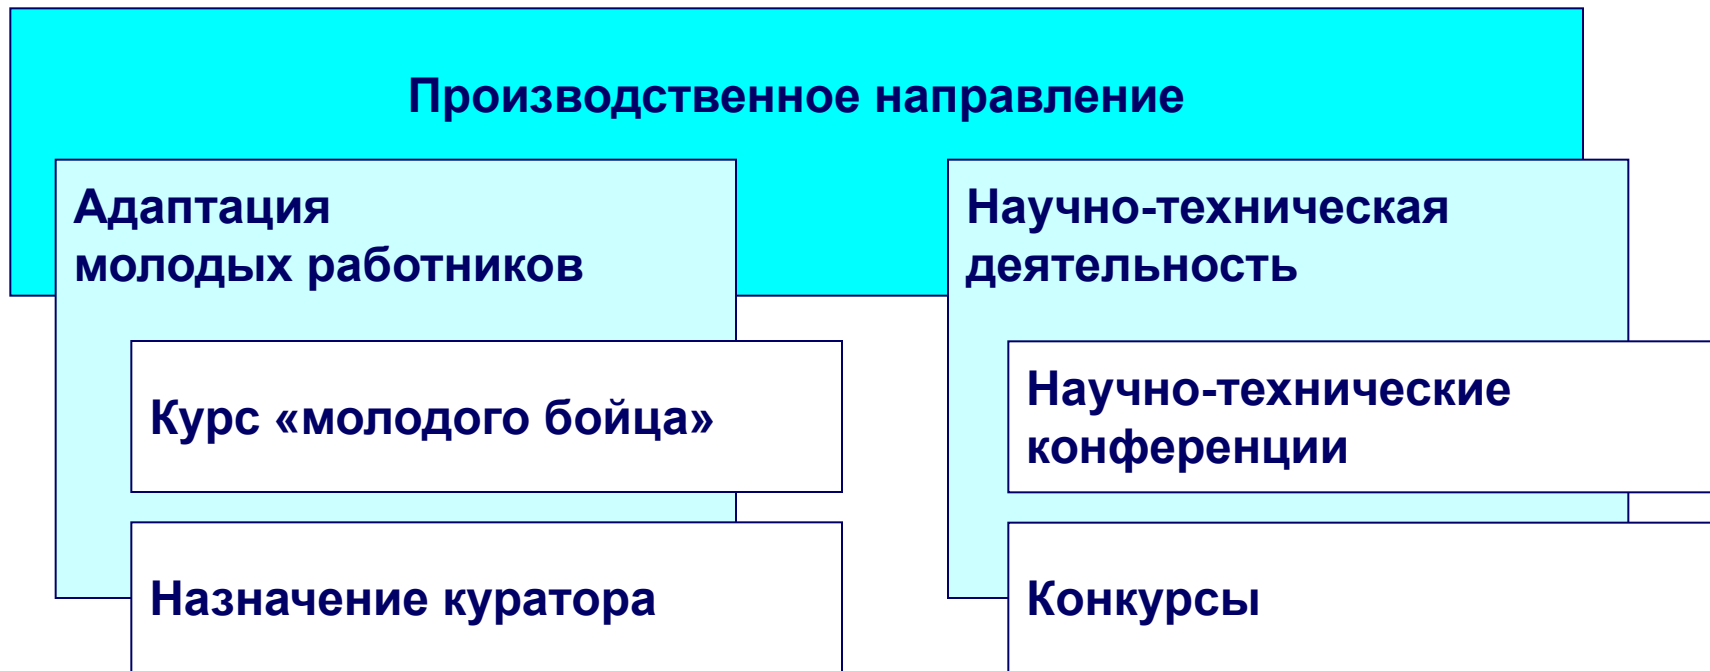 Производственное направление
Адаптация
молодых работников
Курс «молодого бойца»
Назначение куратора
Научно-техническая
деятельность
Научно-технические
конференции
Конкурсы